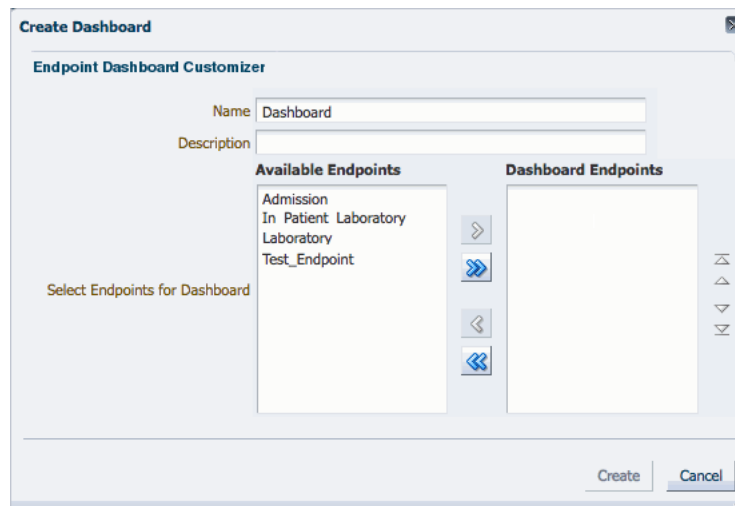 Create Dashboard
Endpoint Dashboard Customizer
Name Dashboard
Description
Available Endpoints Dashboard Endpoints
Admission
In Patient Laboratory
Laboratory
Test_Endpoint
Select Endpoints for Dashboard
Create Cancel